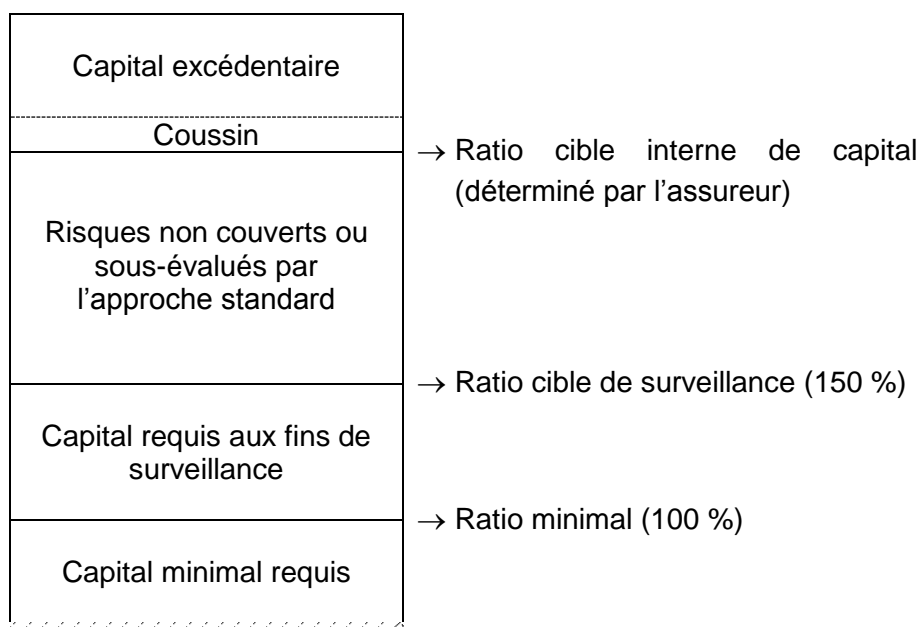 Capital excédentaire
Coussin
→ Ratio cible interne de capital
(déterminé par l’assureur)
Risques non couverts ou
sous-évalués par
l’approche standard
→ Ratio cible de surveillance (150 %)
Capital requis aux fins de
surveillance
→ Ratio minimal (100 %)
Capital minimal requis